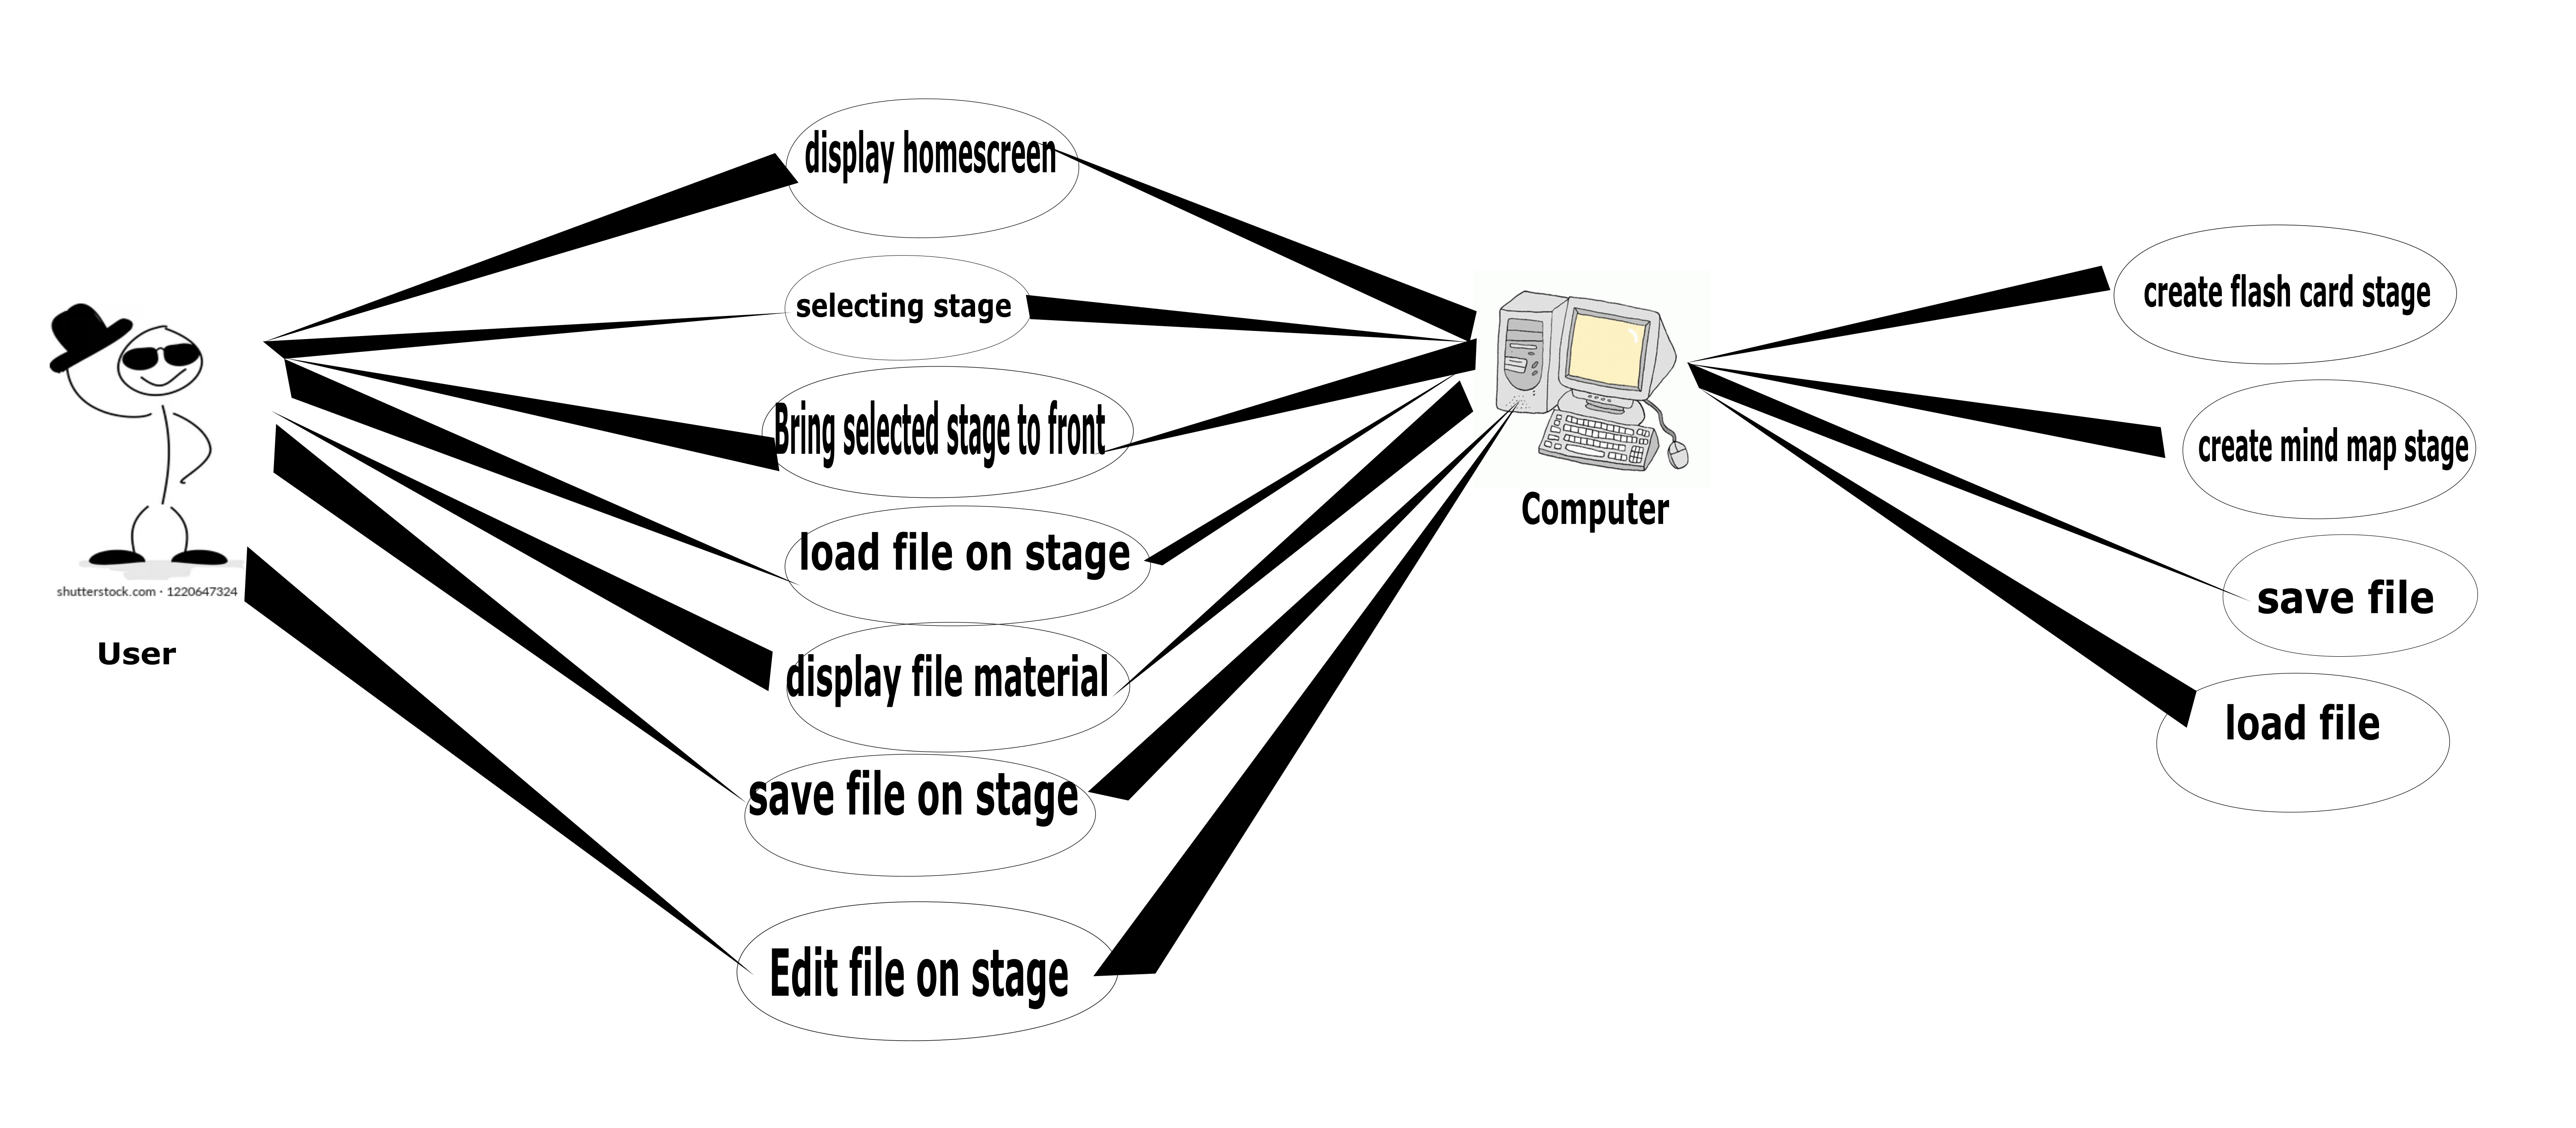 display homescreen
selecting stage
Bring selected stage to front
load file on stage
display file material
save file on stage
Edit file on stage
shutterstock.com · 1220647324
User
Computer
create flash card stage
create mind map stage
save file
load file